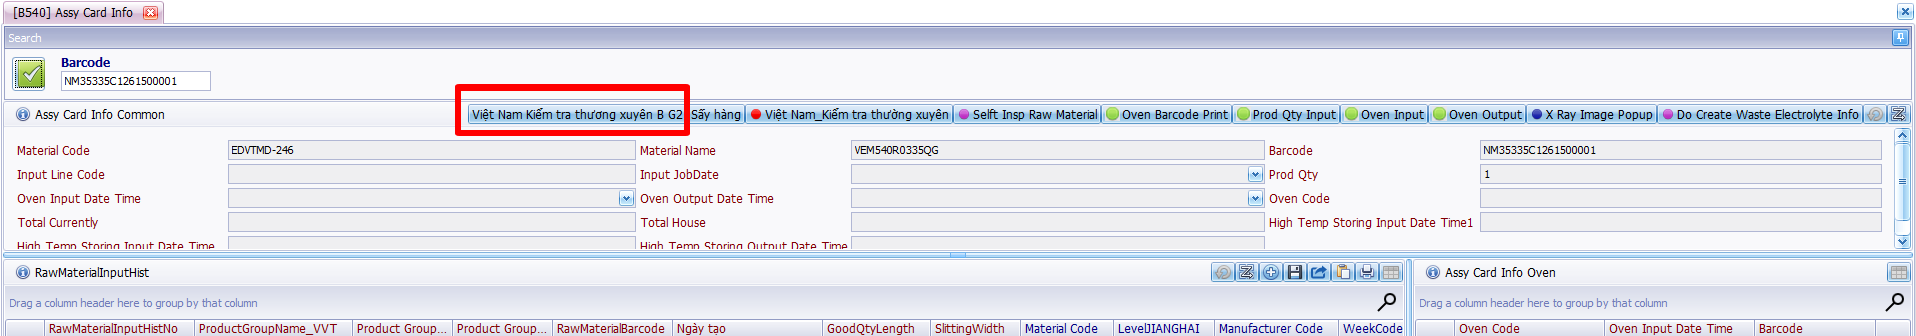 [B540] Assy Card Info
Search
Barcode
NM35335C1261500001
Assy Card Info Common
Việt Nam Kiểm tra thương xuyên B G2 Sấy hàng
Việt Nam_Kiểm tra thường xuyên
Selft Insp Raw Material
Oven Barcode Print
Prod Qty Input
Oven Input
Oven Output
X Ray Image Popup
Do Create Waste Electrolyte Info
Material Code EDVTMD-246 Material Name VEM540R0335QG Barcode NM35335C1261500001
Input Line Code Input JobDate Prod Qty 1
Oven Input Date Time Oven Output Date Time Oven Code
Total Currently Total House High Temp Storing Input Date Time1
High Temp Storing Input Date Time High Temp Storing Output Date Time
RawMaterialInputHist
Assy Card Info Oven
Drag a column header here to group by that column
Drag a column header here to group by that column
RawMaterialInputHistNo ProductGroupName_VVT Product Group... Product Group... RawMaterialBarcode Ngày tạo GoodQtyLength SlittingWidth Material Code LevelJIANGHAI Manufacturer Code WeekCode
Oven Code Oven Input Date Time Oven Barcode